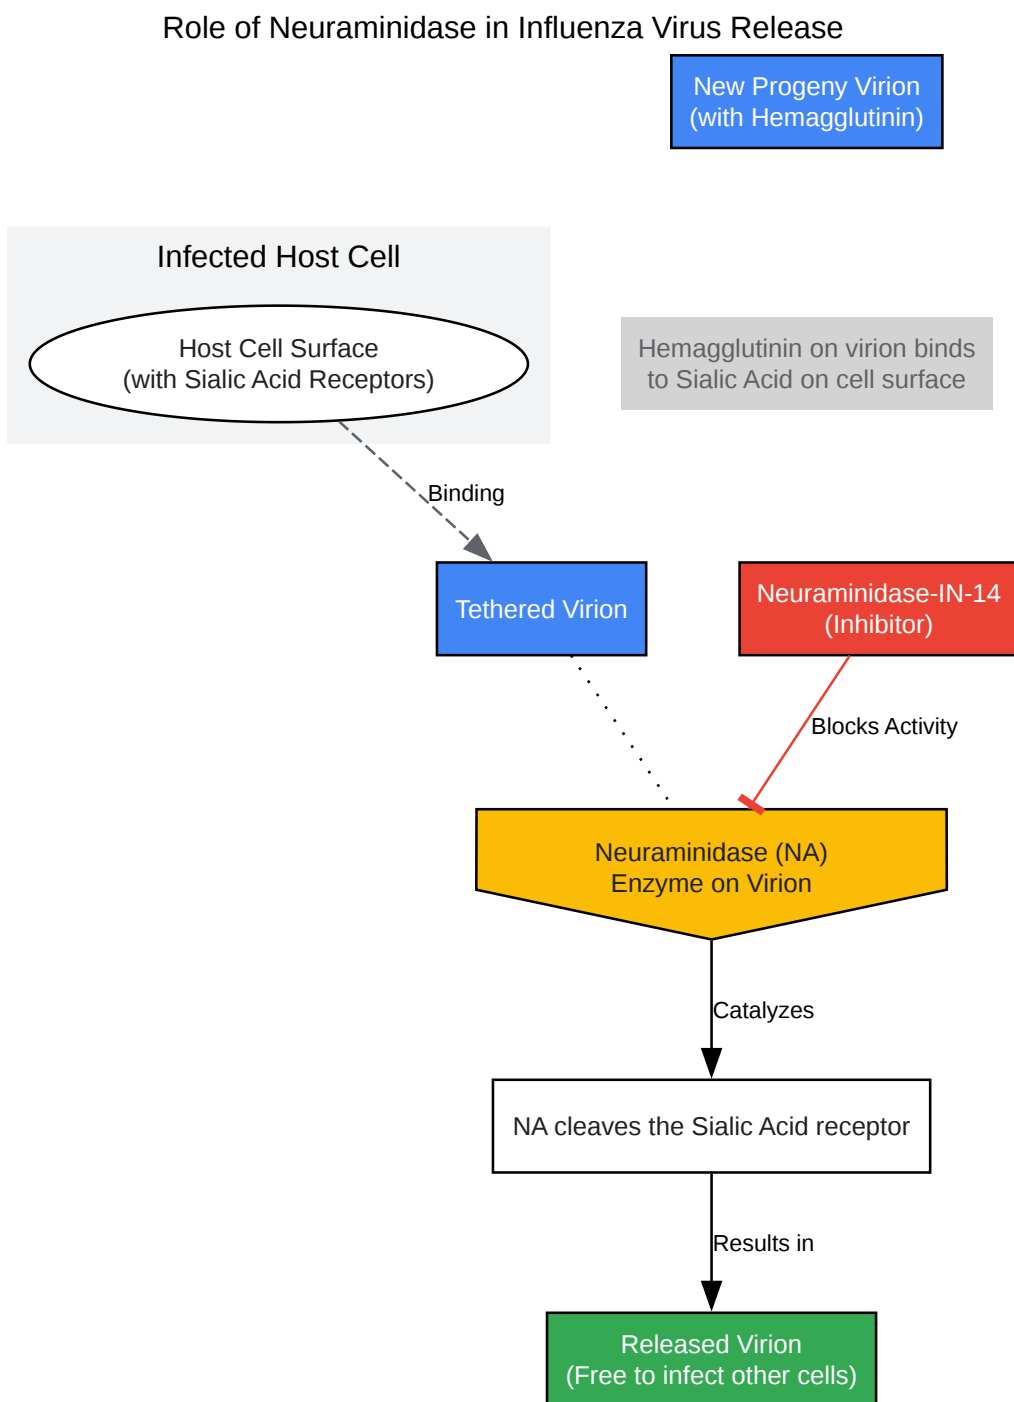 Role of Neuraminidase in Influenza Virus Release
New Progeny Virion
(with Hemagglutinin)
Infected Host Cell
Host Cell Surface
(with Sialic Acid Receptors)
Hemagglutinin on virion binds
to Sialic Acid on cell surface
Binding
Tethered Virion
Neuraminidase-IN-14
(Inhibitor)
Blocks Activity
Neuraminidase (NA)
Enzyme on Virion
Catalyzes
NA cleaves the Sialic Acid receptor
Results in
Released Virion
(Free to infect other cells)